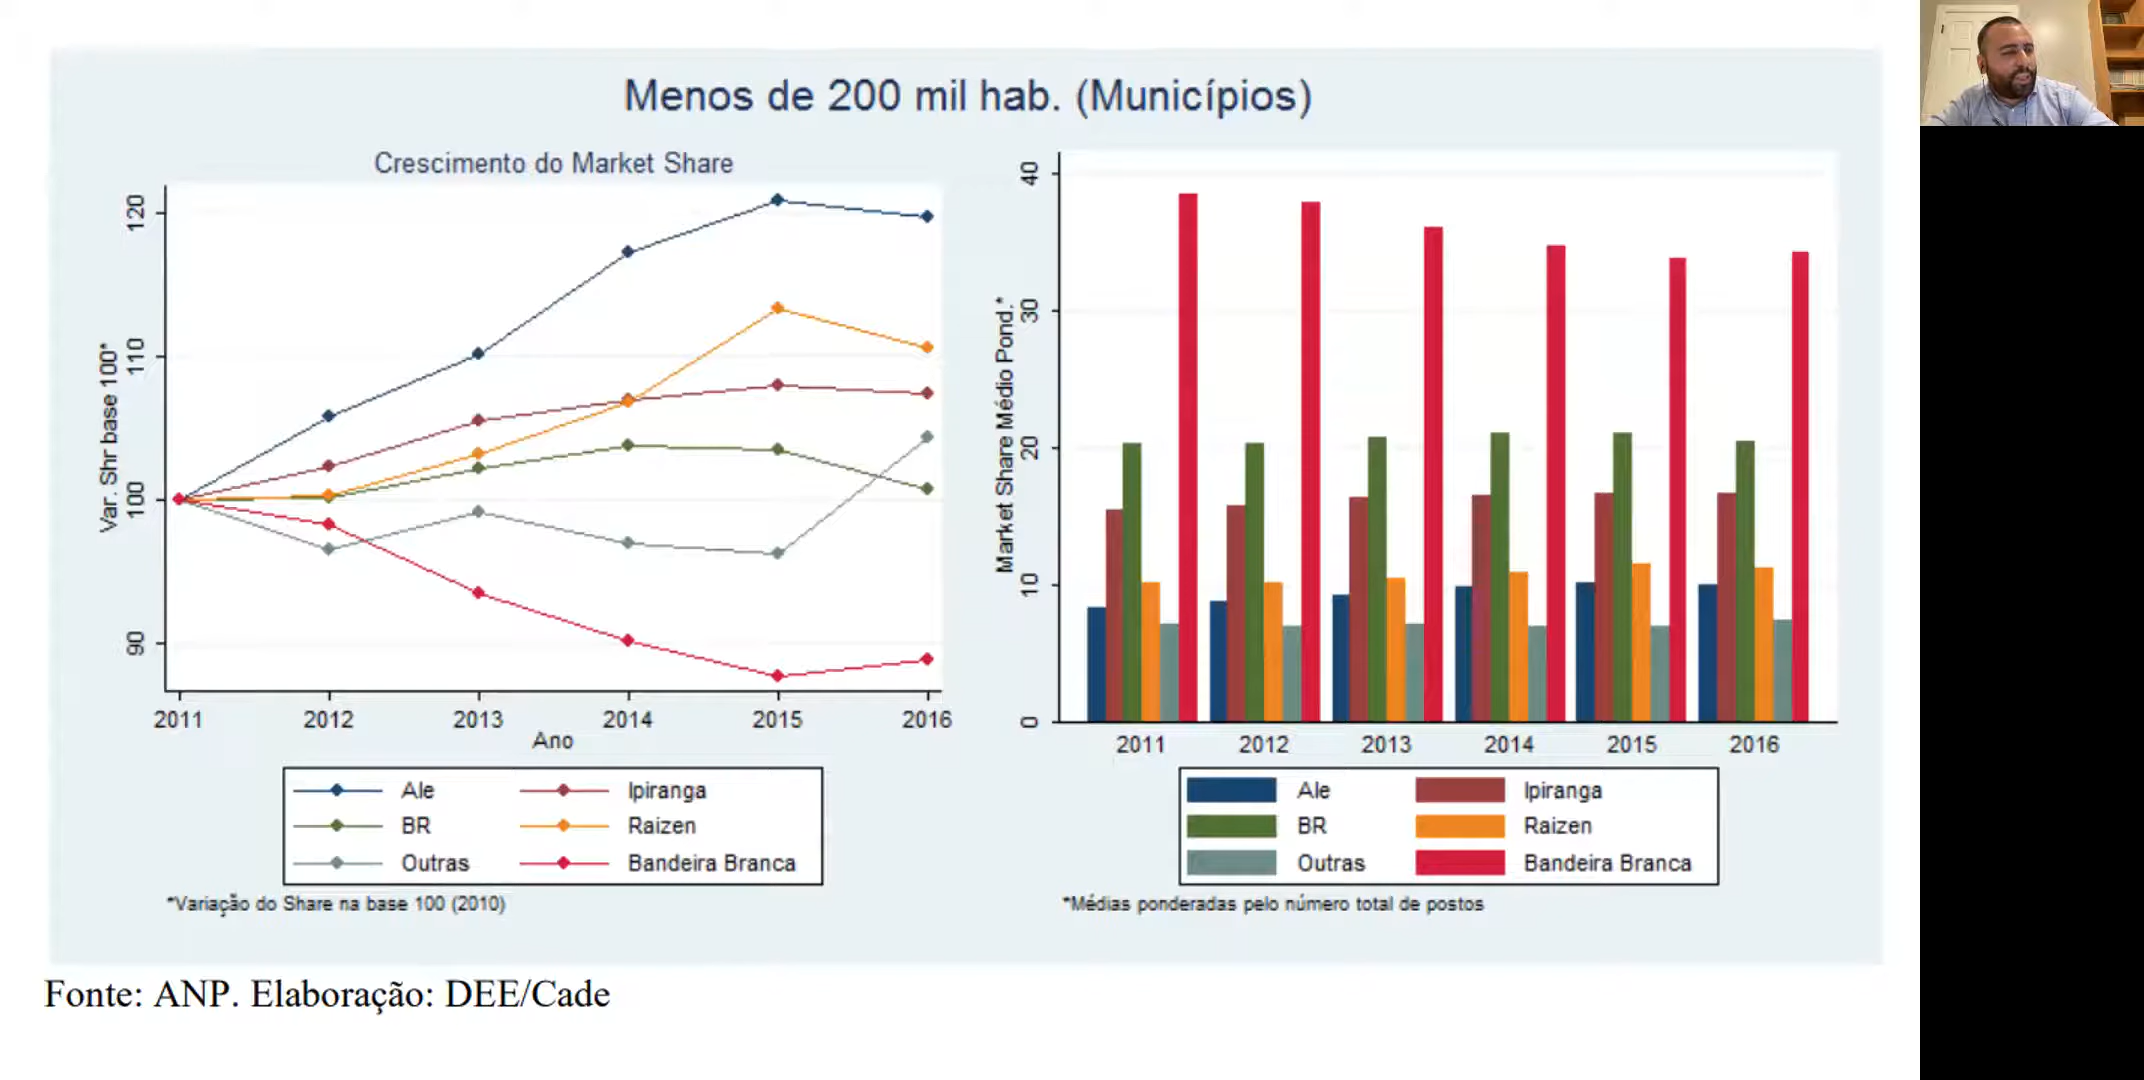 Menos de 200 mil hab. (Municípios)
Crescimento do Market Share
Var. Shr base 100*
120
110
100
90
2011 2012 2013 2014 2015 2016
Ano
Ale Ipiranga
BR Raizen
Outras Bandeira Branca
*Variação do Share na base 100 (2010)
Market Share Médio Pond.*
40
30
20
10
0
2011 2012 2013 2014 2015 2016
Ale Ipiranga
BR Raizen
Outras Bandeira Branca
*Médias ponderadas pelo número total de postos
Fonte: ANP. Elaboração: DEE/Cade